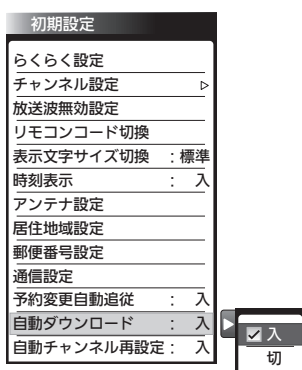 初期設定
らくらく設定
チャンネル設定
放送波無効設定
リモコンコード切換
表示文字サイズ切換 ：標準
時刻表示 ： 入
アンテナ設定
居住地域設定
郵便番号設定
通信設定
予約変更自動追従 ： 入
自動ダウンロード ： 入
自動チャンネル再設定： 入
入
切